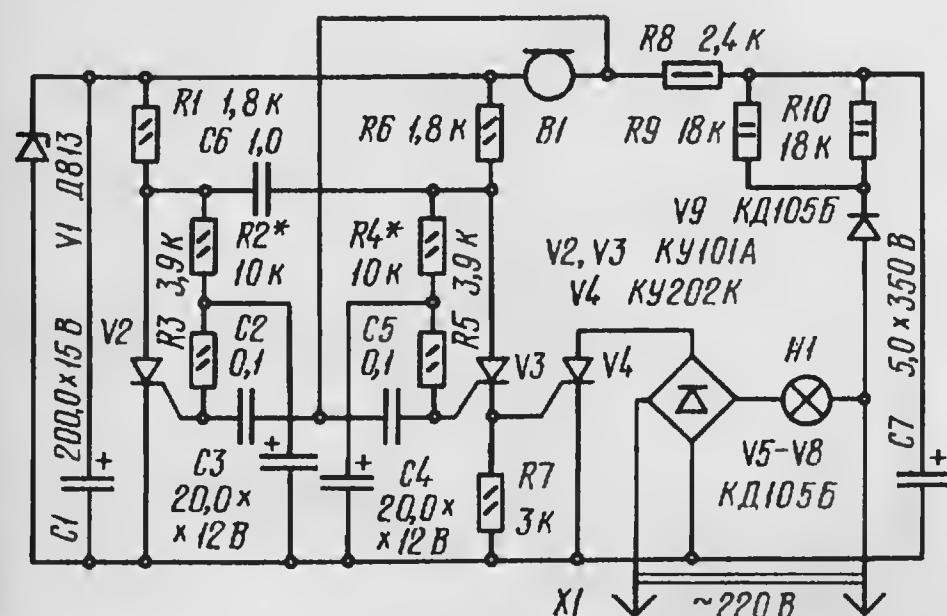 R8 2,4 к
R1 1,8 к
C6 1,0
R6 1,8 к
B1
R9 18 к
R10
18 к
V1 Д813
C1 200,0×15 В
+
V2
R2*
10 к
R3 3,9 к
C2
0,1
R4*
10 к
R5 3,9 к
C5
0,1
V9 КД105Б
V2, V3 КУ101А
V4 КУ202К
V3
V4
H1
V5-V8
КД105Б
C7 5,0×350 В
+
C3
20,0×
×12 В
+
C4
20,0×
×12 В
+
R7
3к
X1
~220 В